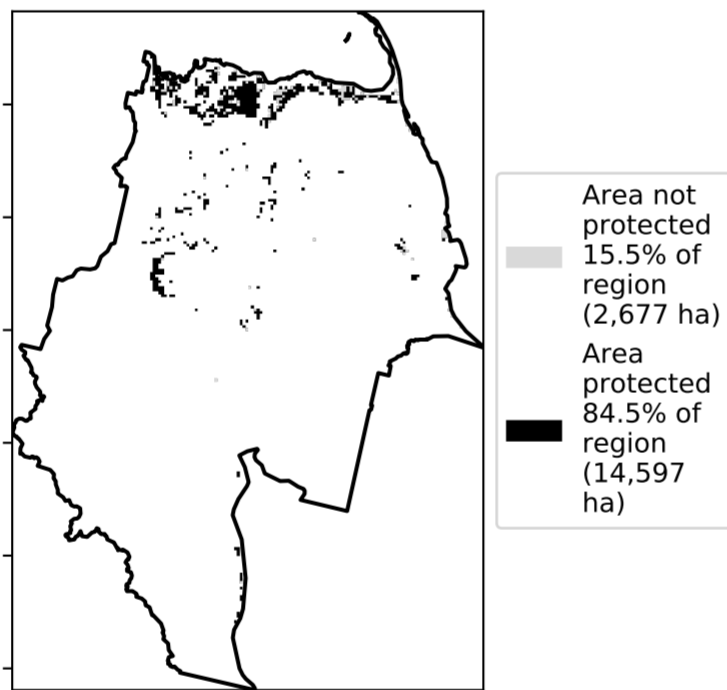 Area not
protected
15.5% of
region
(2,677 ha)
Area
protected
84.5% of
region
(14,597
ha)